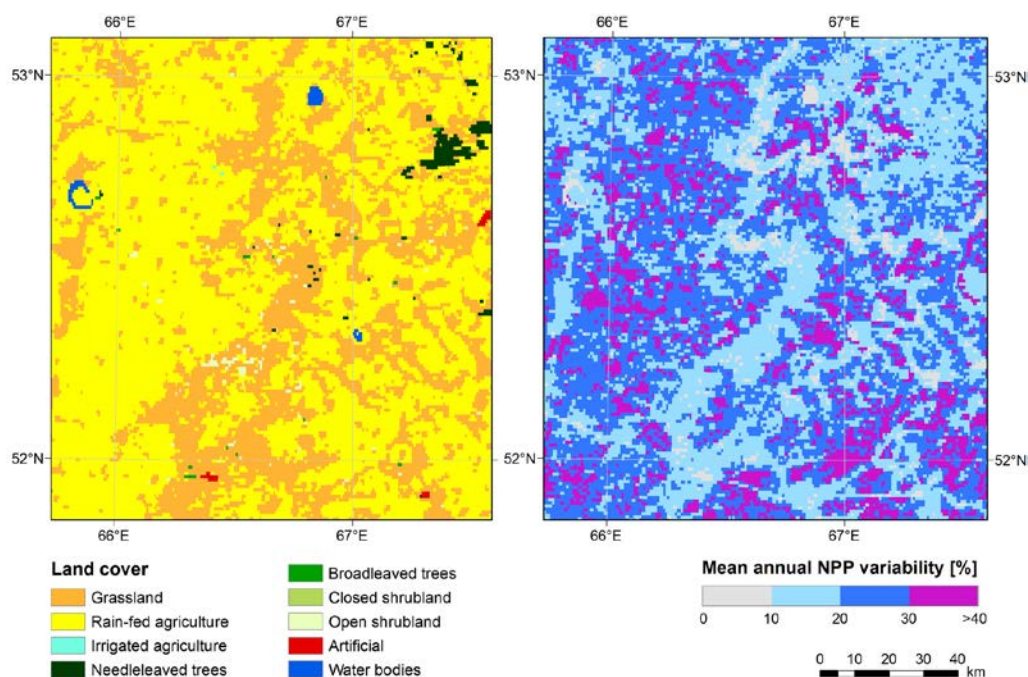 66°E 67°E 66°E 67°E
53°N 53°N
52°N 52°N
66°E 67°E 66°E 67°E
Land cover
Grassland
Rain-fed agriculture
Irrigated agriculture
Needleleaved trees
Broadleaved trees
Closed shrubland
Open shrubland
Artificial
Water bodies
Mean annual NPP variability [%]
0 10 20 30 >40
0 10 20 30 40
km